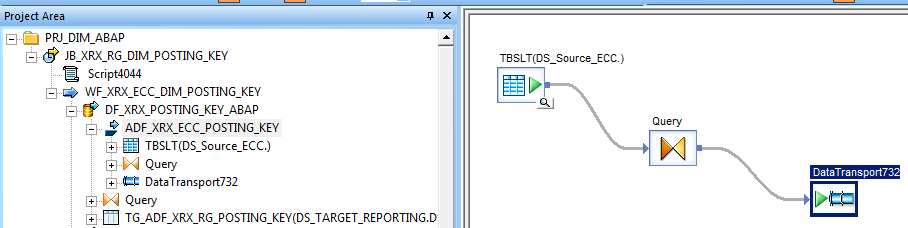 Project Area
PRJ_DIM_ABAP
JB_XRX_RG_DIM_POSTING_KEY
Script4044
WF_XRX_ECC_DIM_POSTING_KEY
DF_XRX_POSTING_KEY_ABAP
ADF_XRX_ECC_POSTING_KEY
TBSLT(DS_Source_ECC.)
Query
DataTransport732
Query
TG_ADF_XRX_RG_POSTING_KEY(DS_TARGET_REPORTING.D
TBSLT(DS_Source_ECC.)
Query
DataTransport732